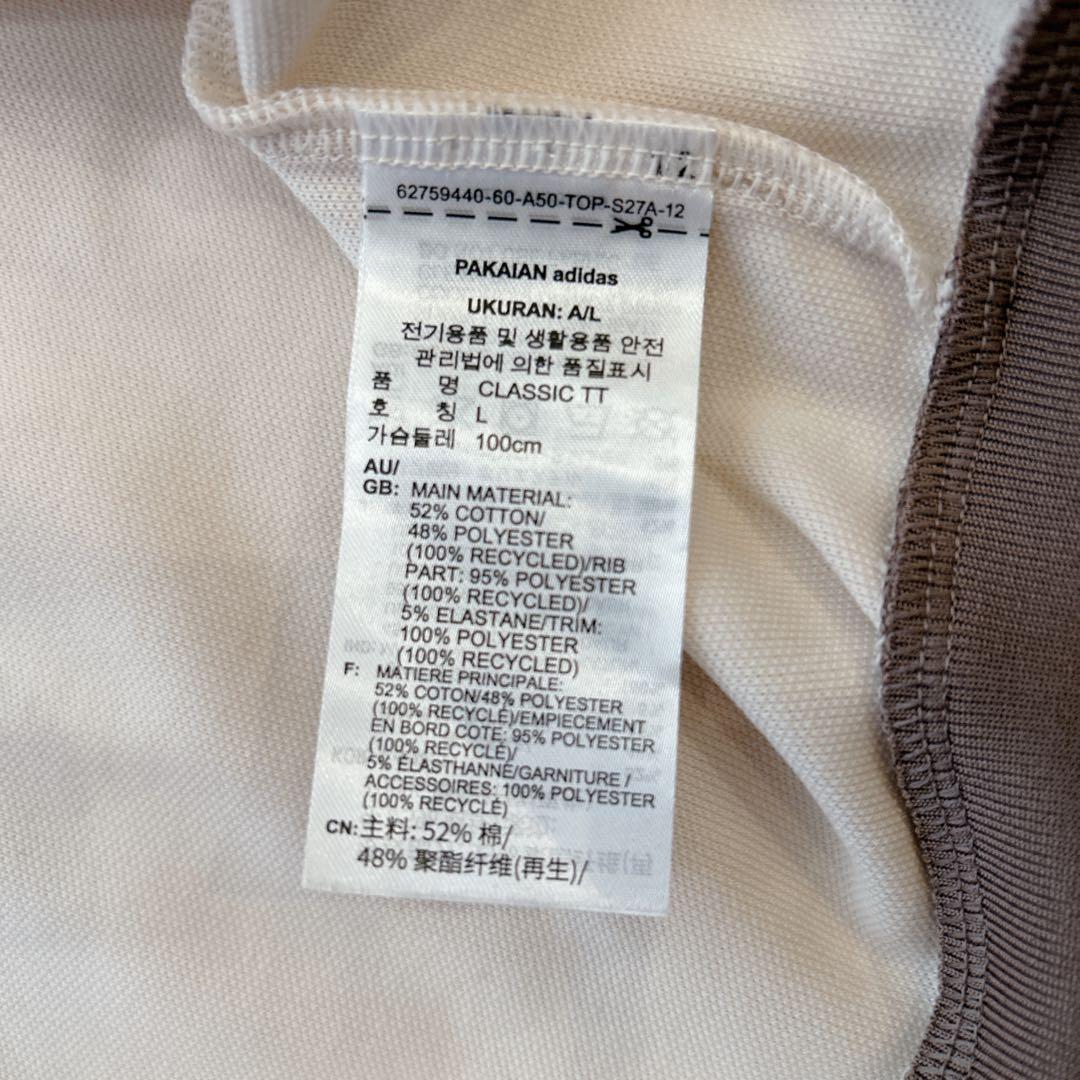 62759440-60-A50-TOP-S27A-12
PAKAIAN adidas
UKURAN: A/L
전기용품 및 생활용품 안전
관리법에 의한 품질표시
품 명 CLASSIC TT
호 칭 L
가슴둘레 100cm
AU/
GB: MAIN MATERIAL:
52% COTTON/
48% POLYESTER
(100% RECYCLED)/RIB
PART: 95% POLYESTER
(100% RECYCLED)/
5% ELASTANE/TRIM:
100% POLYESTER
(100% RECYCLED)
F: MATIERE PRINCIPALE:
52% COTON/48% POLYESTER
(100% RECYCLÉ)/EMPIECEMENT
EN BORD COTE: 95% POLYESTER
(100% RECYCLÉ)/
5% ÉLASTHANNE/GARNITURE /
ACCESSOIRES: 100% POLYESTER
(100% RECYCLÉ)
CN: 主料: 52% 棉/
48% 聚酯纤维(再生)/